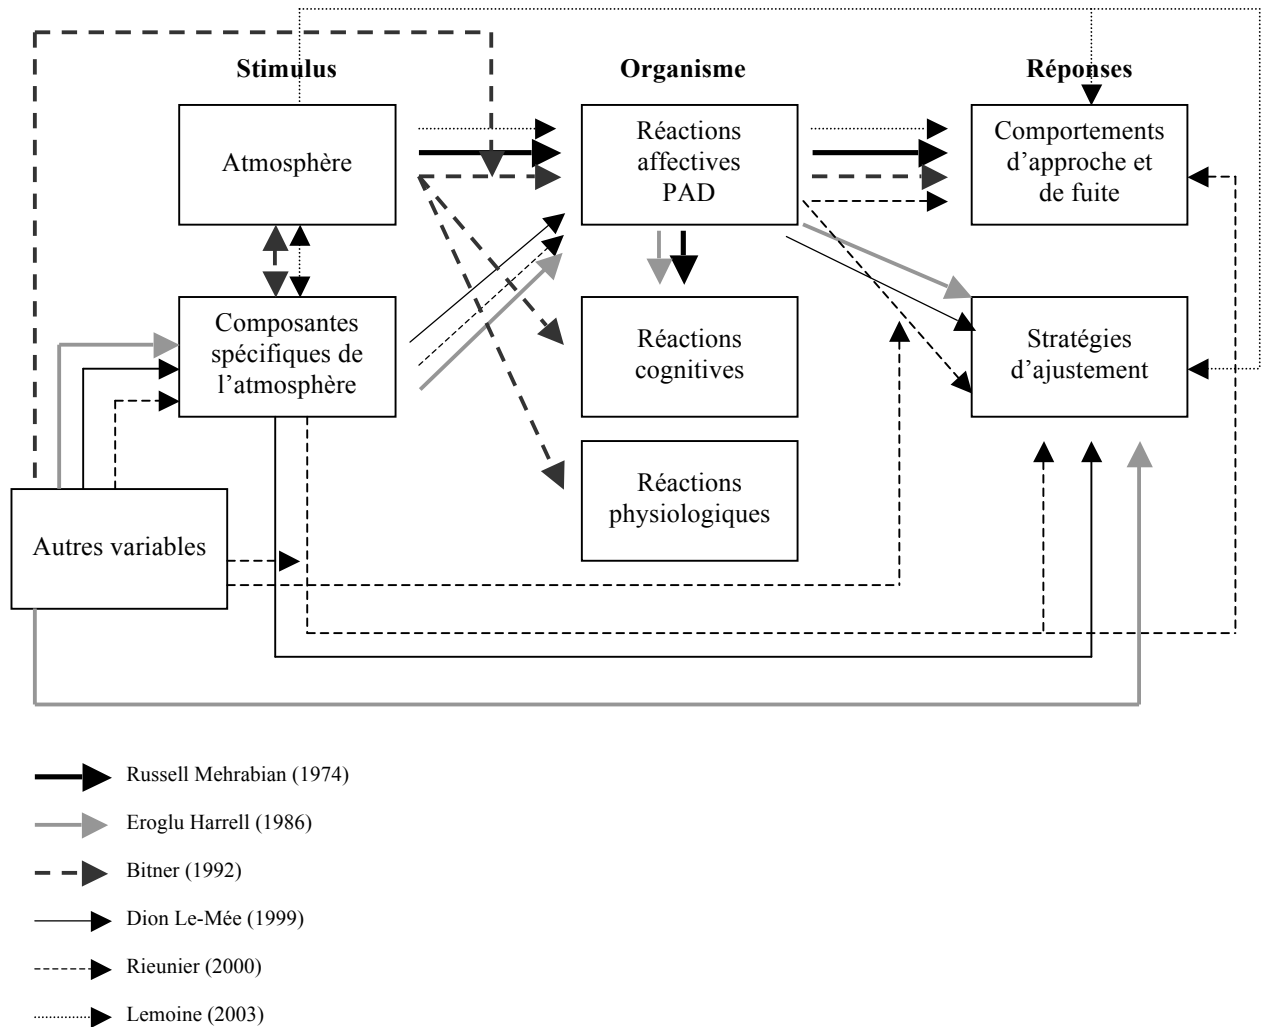 Stimulus
Organisme
Réponses
Atmosphère
Réactions
affectives
PAD
Comportements
d’approche et
de fuite
Composantes
spécifiques de
l’atmosphère
Réactions
cognitives
Stratégies
d’ajustement
Réactions
physiologiques
Autres variables
Russell Mehrabian (1974)
Eroglu Harrell (1986)
Bitner (1992)
Dion Le-Mée (1999)
Rieunier (2000)
Lemoine (2003)